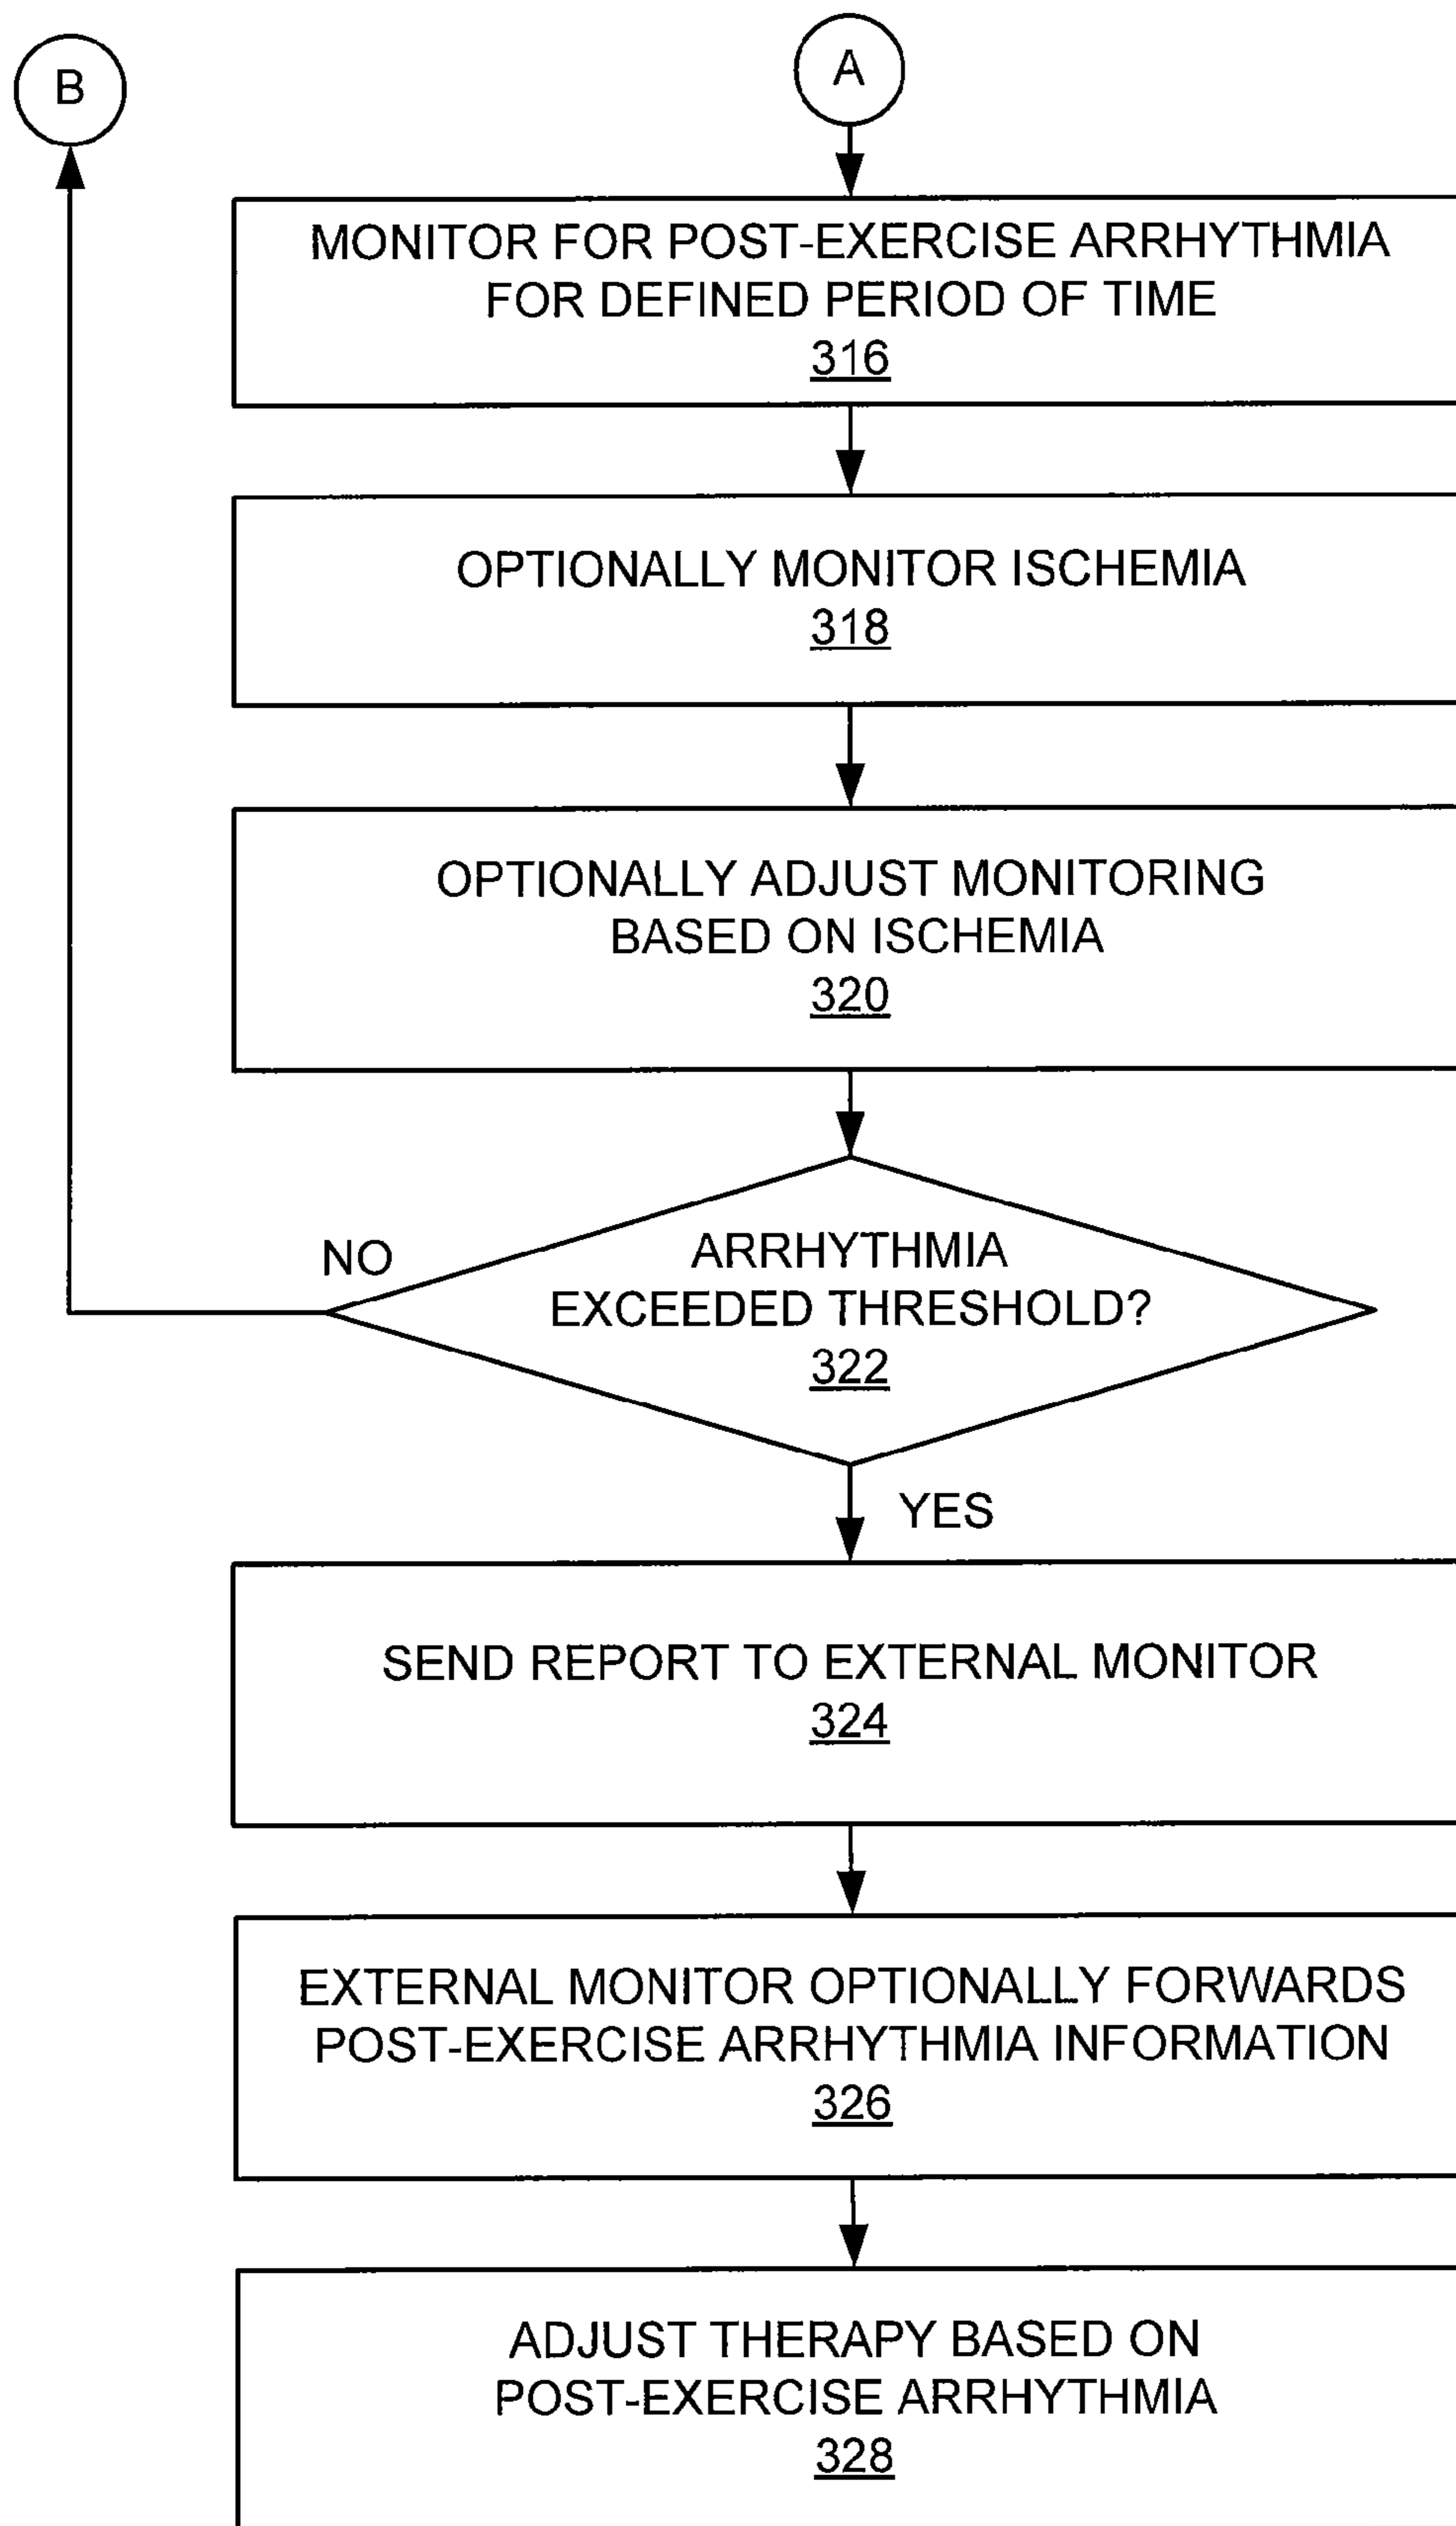 B
A
MONITOR FOR POST-EXERCISE ARRHYTHMIA
FOR DEFINED PERIOD OF TIME
316
OPTIONALLY MONITOR ISCHEMIA
318
OPTIONALLY ADJUST MONITORING
BASED ON ISCHEMIA
320
NO
ARRHYTHMIA
EXCEEDED THRESHOLD?
322
YES
SEND REPORT TO EXTERNAL MONITOR
324
EXTERNAL MONITOR OPTIONALLY FORWARDS
POST-EXERCISE ARRHYTHMIA INFORMATION
326
ADJUST THERAPY BASED ON
POST-EXERCISE ARRHYTHMIA
328